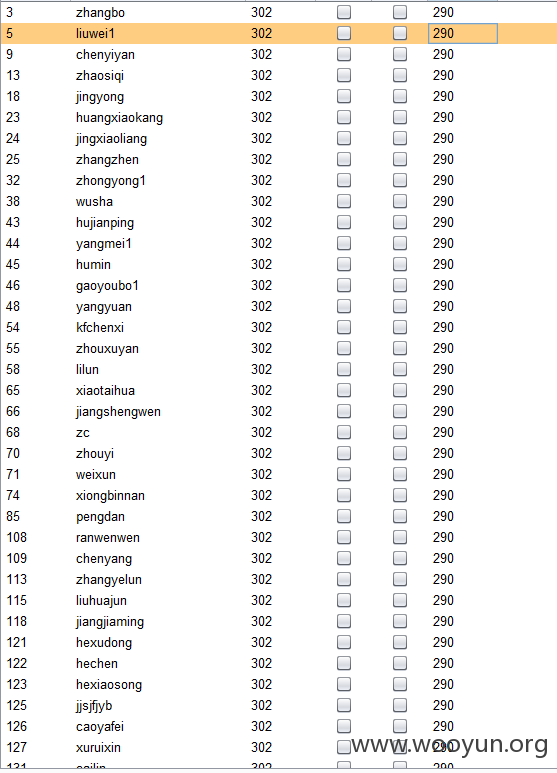 3 zhangbo 302 290
5 liuwei1 302 290
9 chenyiyan 302 290
13 zhaosiqi 302 290
18 jingyong 302 290
23 huangxiaokang 302 290
24 jingxiaoliang 302 290
25 zhangzhen 302 290
32 zhongyong1 302 290
38 wusha 302 290
43 hujianping 302 290
44 yangmei1 302 290
45 humin 302 290
46 gaoyoubo1 302 290
48 yangyuan 302 290
54 kfchenxi 302 290
55 zhouxuyan 302 290
58 lilun 302 290
65 xiaotaihua 302 290
66 jiangshengwen 302 290
68 zc 302 290
70 zhouyi 302 290
71 weixun 302 290
74 xiongbinnan 302 290
85 pengdan 302 290
108 ranwenwen 302 290
109 chenyang 302 290
113 zhangyelun 302 290
115 liuhuajun 302 290
118 jiangjiaming 302 290
121 hexudong 302 290
122 hechen 302 290
123 hexiaosong 302 290
125 jjsjfjyb 302 290
126 caoyafei 302 290
127 xuruixin 302 290
www.wooyun.org
131 302 290